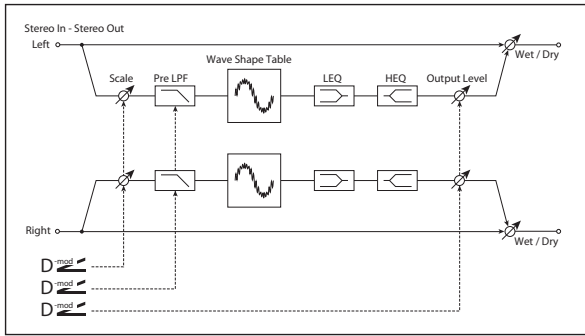 Stereo In - Stereo Out
Left
Wet / Dry
Wave Shape Table
Scale
Pre LPF
LEQ
HEQ
Output Level
Right
Wet / Dry
D-mod
D-mod
D-mod